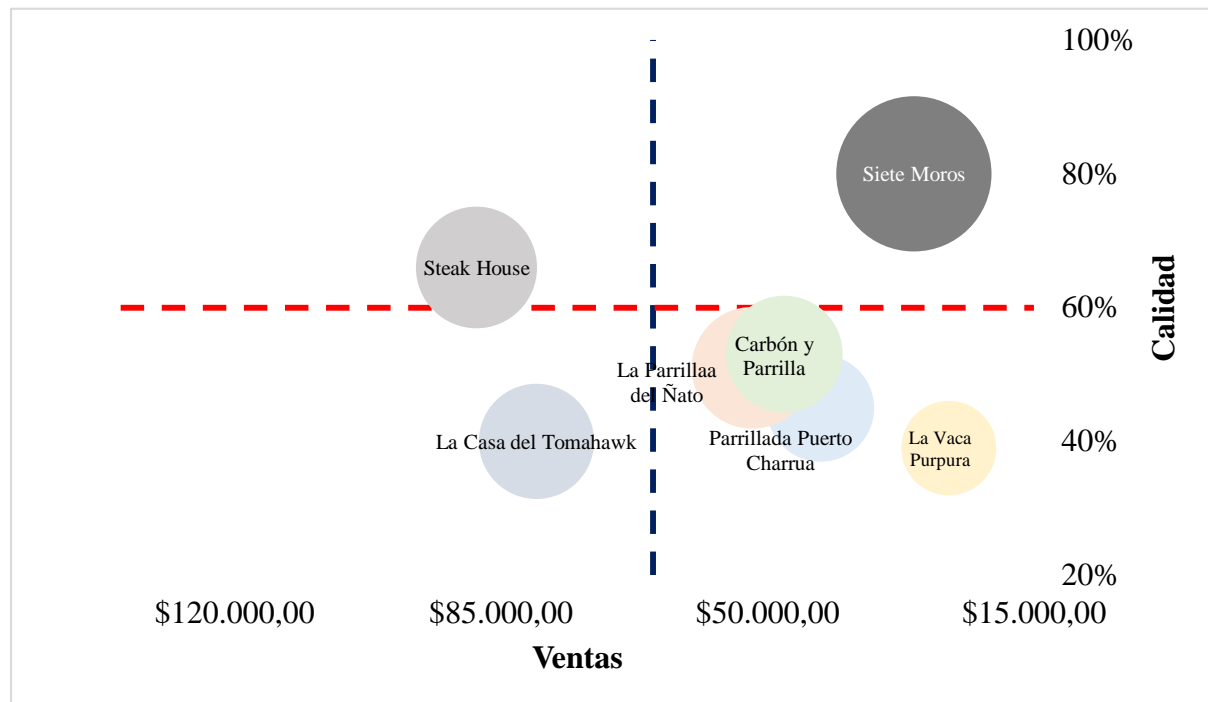 100%
Siete Moros
80%
Steak House
60%
Calidad
Carbón y
Parrilla
La Parrillaa
del Ñato
Parrillada Puerto
Charrua
La Casa del Tomahawk
La Vaca
Purpura
40%
20%
$120.000,00
$85.000,00
$50.000,00
$15.000,00
Ventas